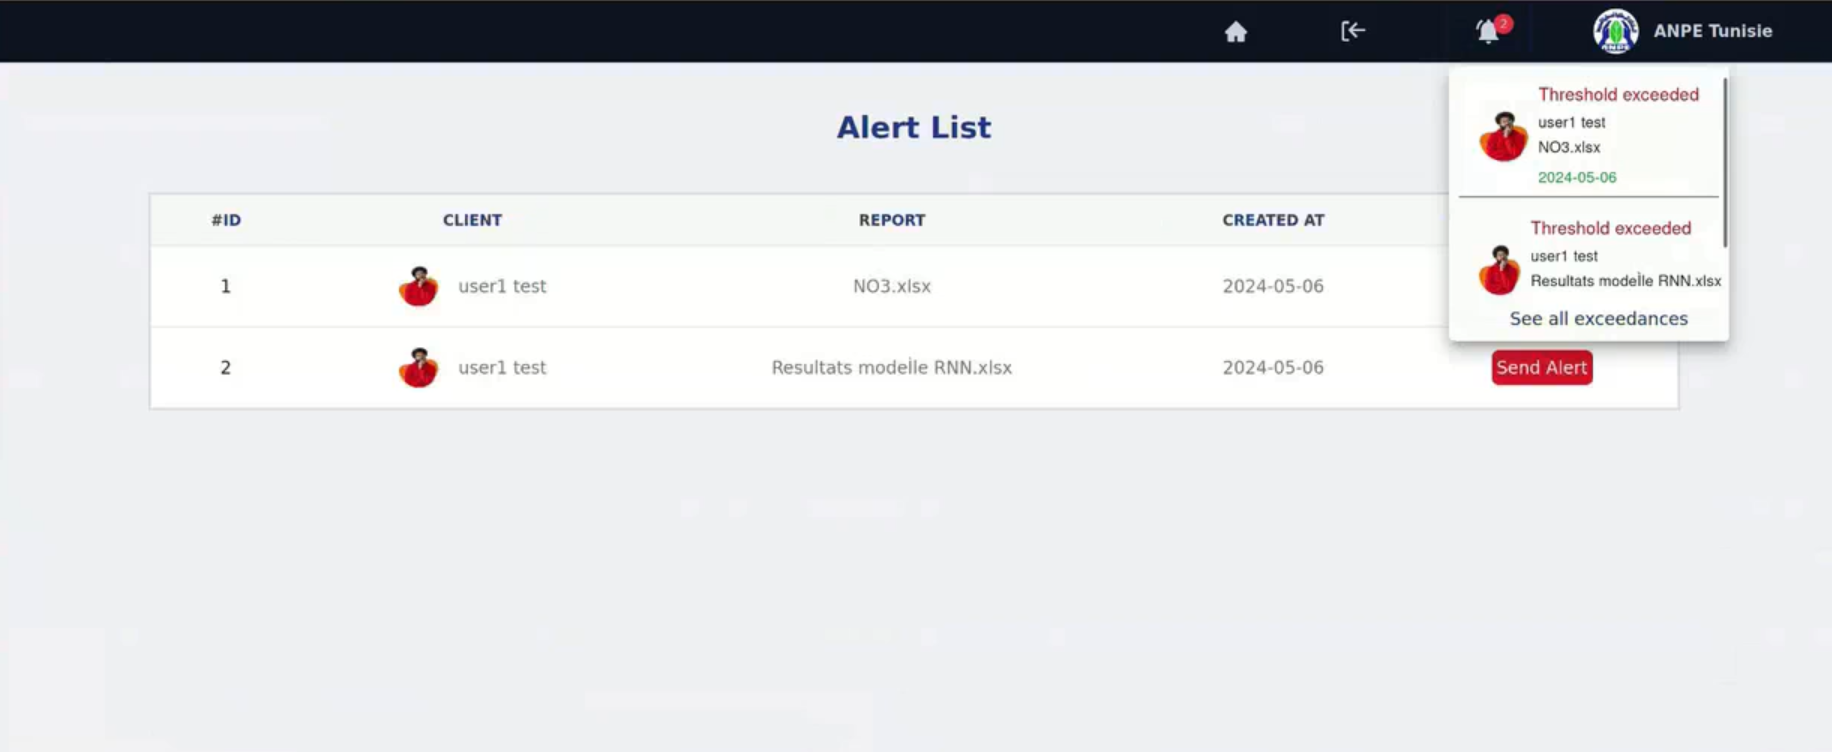 2
ANPE Tunisie
Alert List
Threshold exceeded
user1 test
NO3.xlsx
2024-05-06
Threshold exceeded
user1 test
Resultats modèlle RNN.xlsx
See all exceedances
#ID CLIENT REPORT CREATED AT
1 user1 test NO3.xlsx 2024-05-06
2 user1 test Resultats modèlle RNN.xlsx 2024-05-06 Send Alert